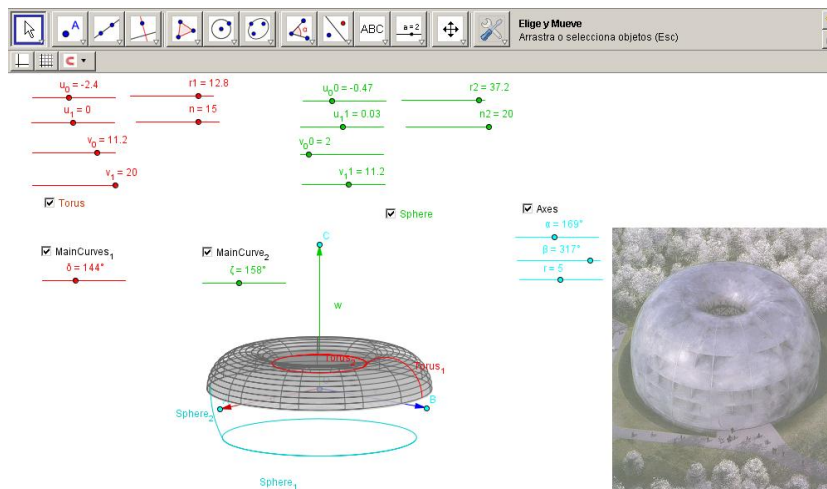 ABC
a = 2
Elige y Mueve
Arrastra o selecciona objetos (Esc)
u₀ = -2.4
r1 = 12.8
u₁ = 0
n = 15
v₀ = 11.2
v₁ = 20
Torus
u₀0 = -0.47
r2 = 37.2
u₁1 = 0.03
n2 = 20
v₀0 = 2
v₁1 = 11.2
Sphere
Axes
α = 169°
β = 317°
r = 5
MainCurves₁
δ = 144°
MainCurve₂
ζ = 158°
C
w
Torus₁
B
Sphere₂
Sphere₁